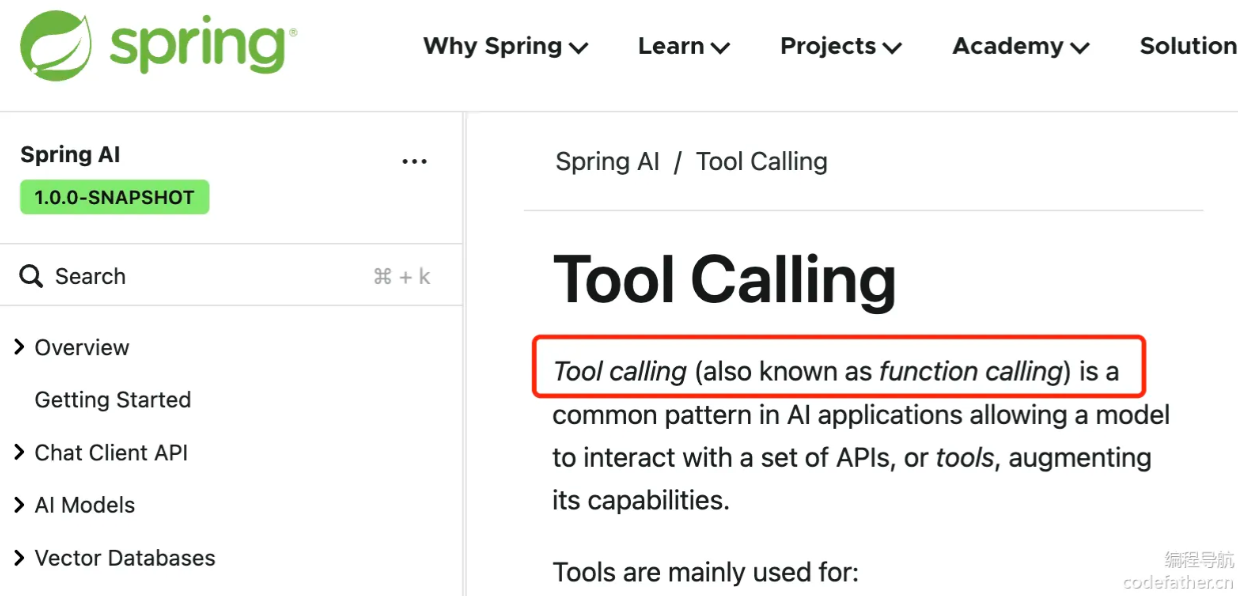 spring®
Why Spring
Learn
Projects
Academy
Solution
Spring AI
...
1.0.0-SNAPSHOT
Search
⌘ + k
Overview
Getting Started
Chat Client API
AI Models
Vector Databases
Spring AI / Tool Calling
Tool Calling
Tool calling (also known as function calling) is a
common pattern in AI applications allowing a model
to interact with a set of APIs, or tools, augmenting
its capabilities.
Tools are mainly used for:
编程导航
codefather.cn